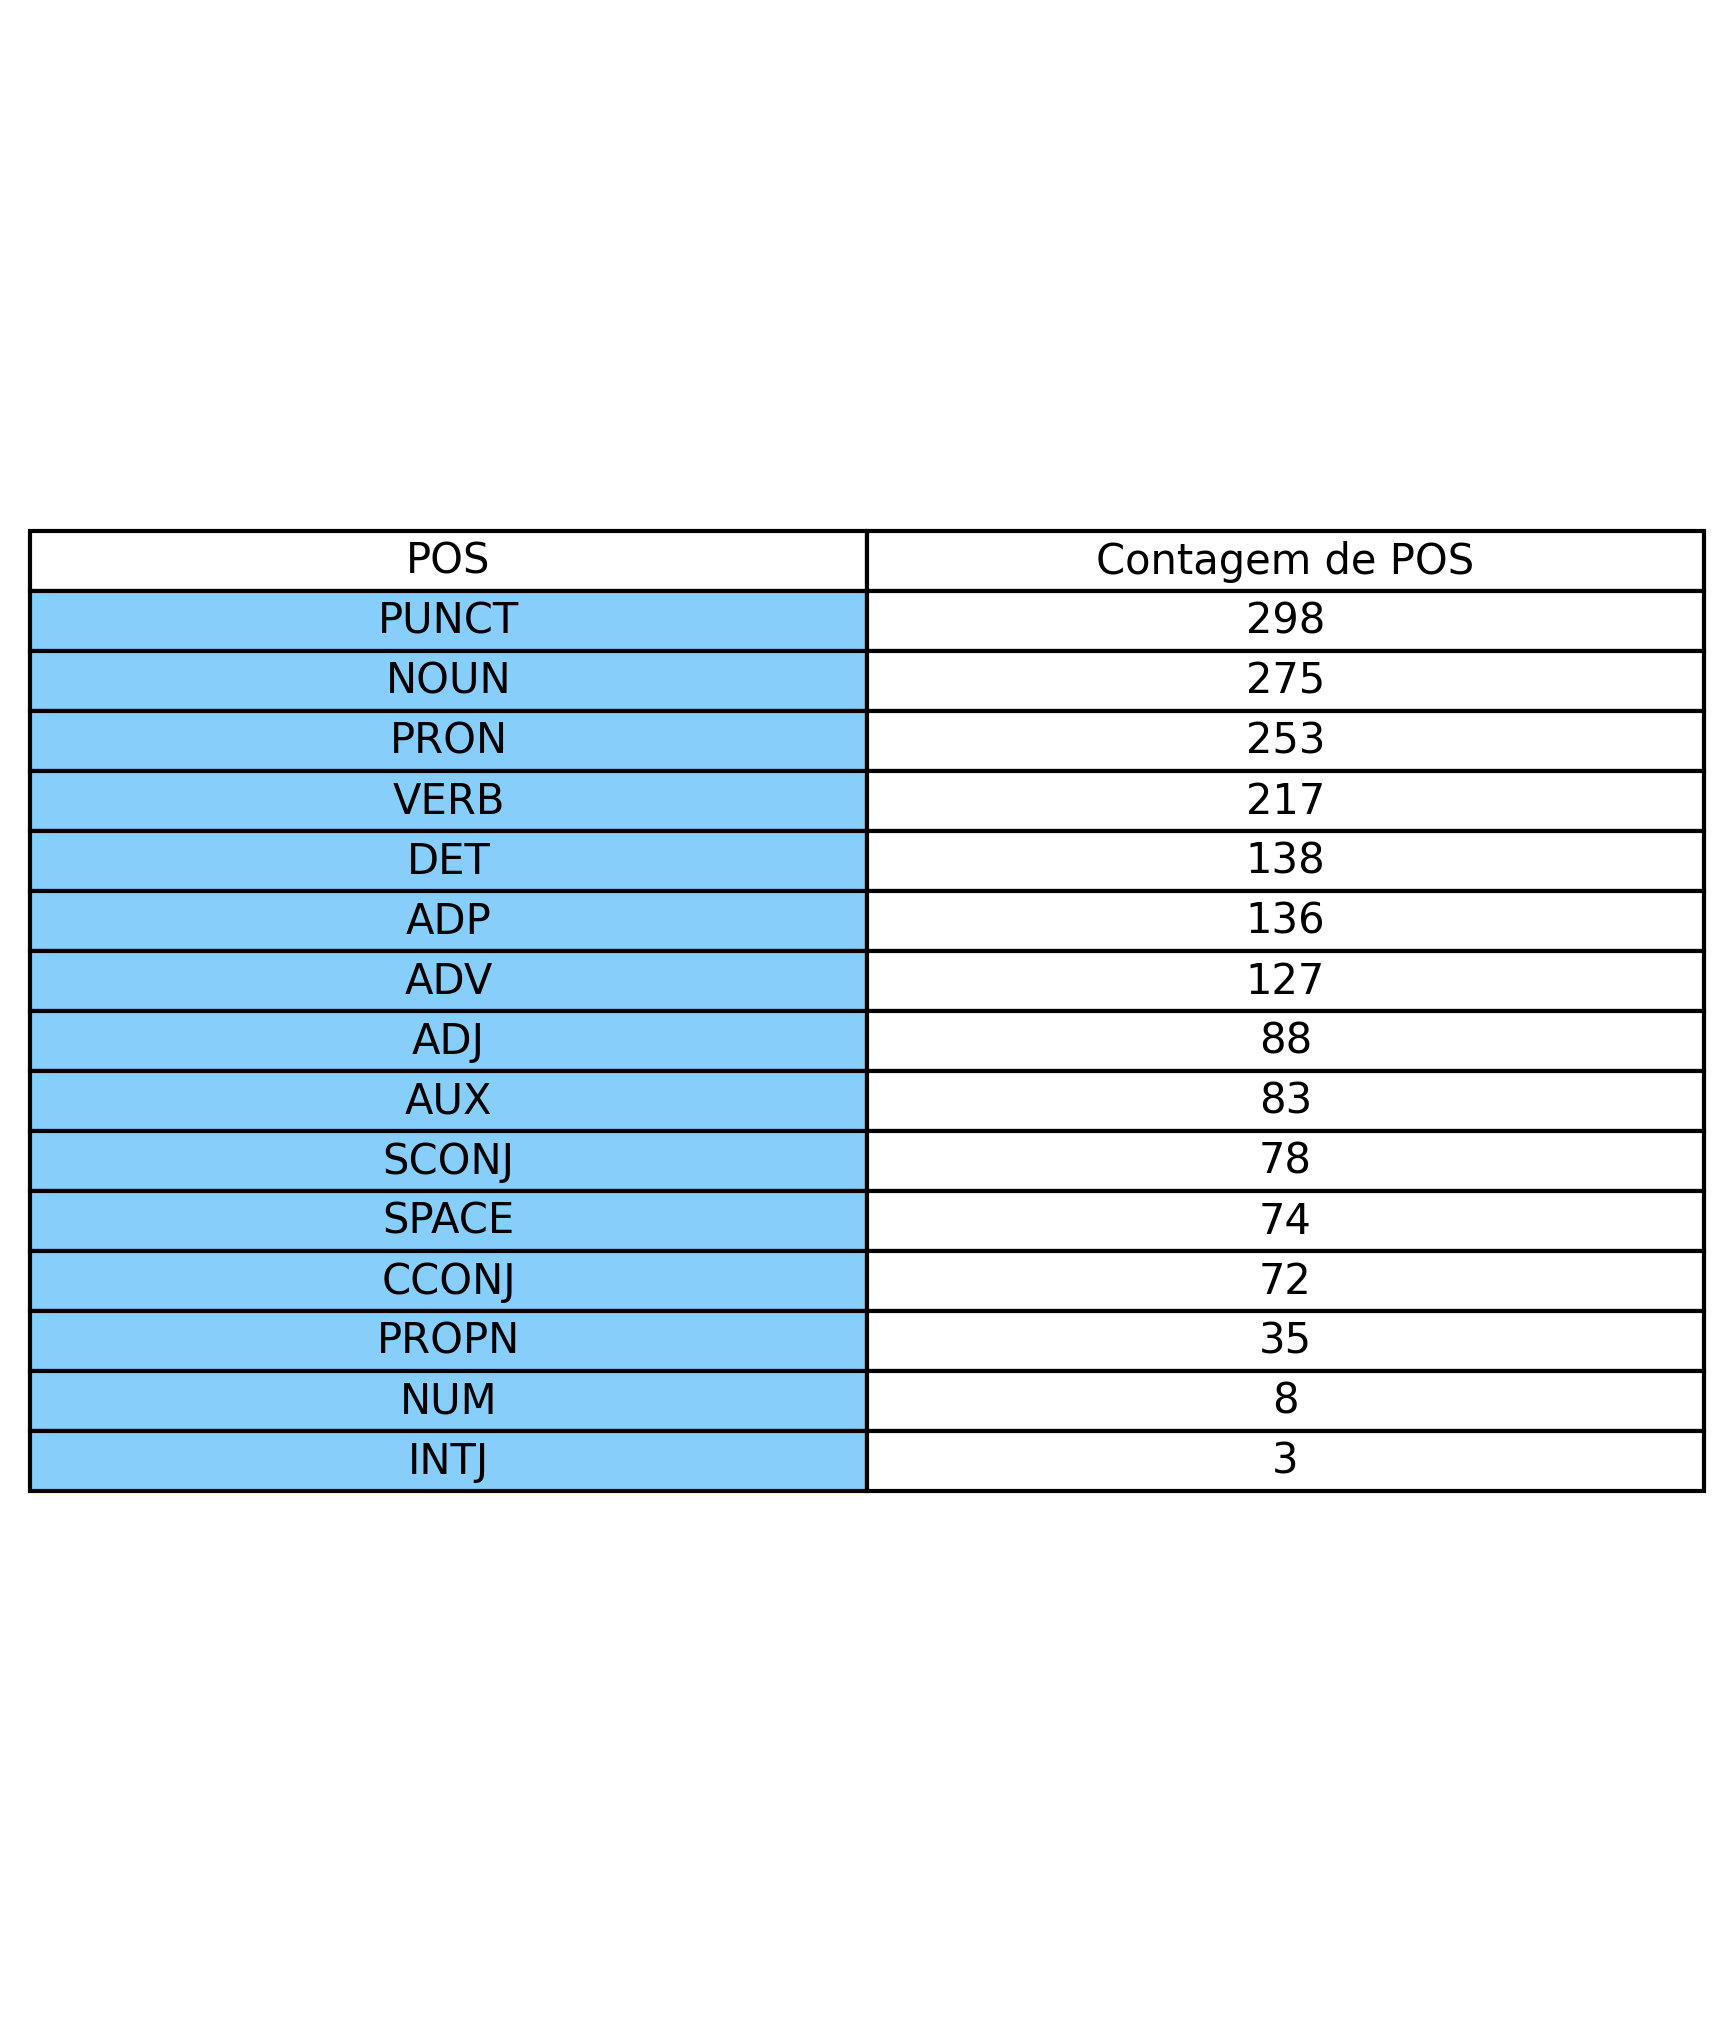 POS Contagem de POS
PUNCT 298
NOUN 275
PRON 253
VERB 217
DET 138
ADP 136
ADV 127
ADJ 88
AUX 83
SCONJ 78
SPACE 74
CCONJ 72
PROPN 35
NUM 8
INTJ 3